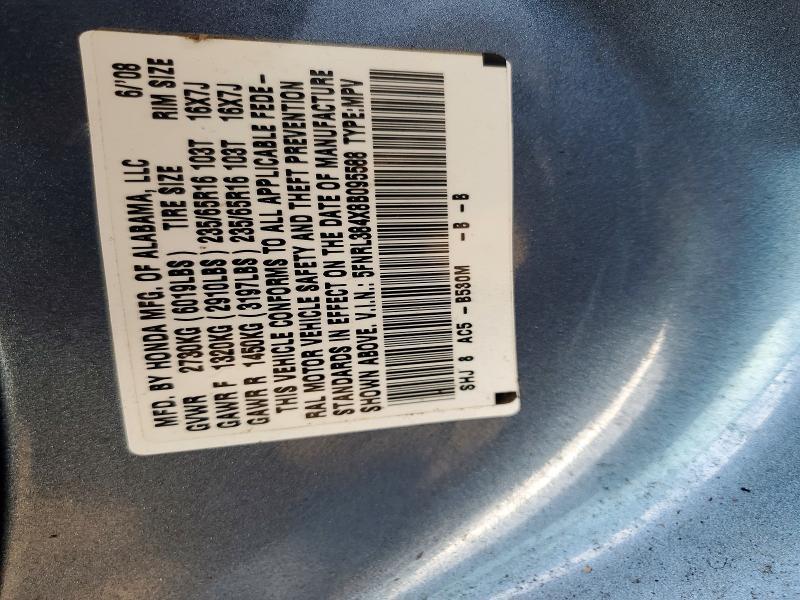 MFD. BY HONDA MFG. OF ALABAMA, LLC 6/'08
GVWR 2730KG (6019LBS) TIRE SIZE RIM SIZE
GAWR F 1320KG (2910LBS) 235/65R16 103T 16X7J
GAWR R 1450KG (3197LBS) 235/65R16 103T 16X7J
THIS VEHICLE CONFORMS TO ALL APPLICABLE FEDE-
RAL MOTOR VEHICLE SAFETY AND THEFT PREVENTION
STANDARDS IN EFFECT ON THE DATE OF MANUFACTURE
SHOWN ABOVE. V.I.N.: 5FNRL384X8B095588 TYPE:MPV
SHJ 8 AC5 - B530M - B - B